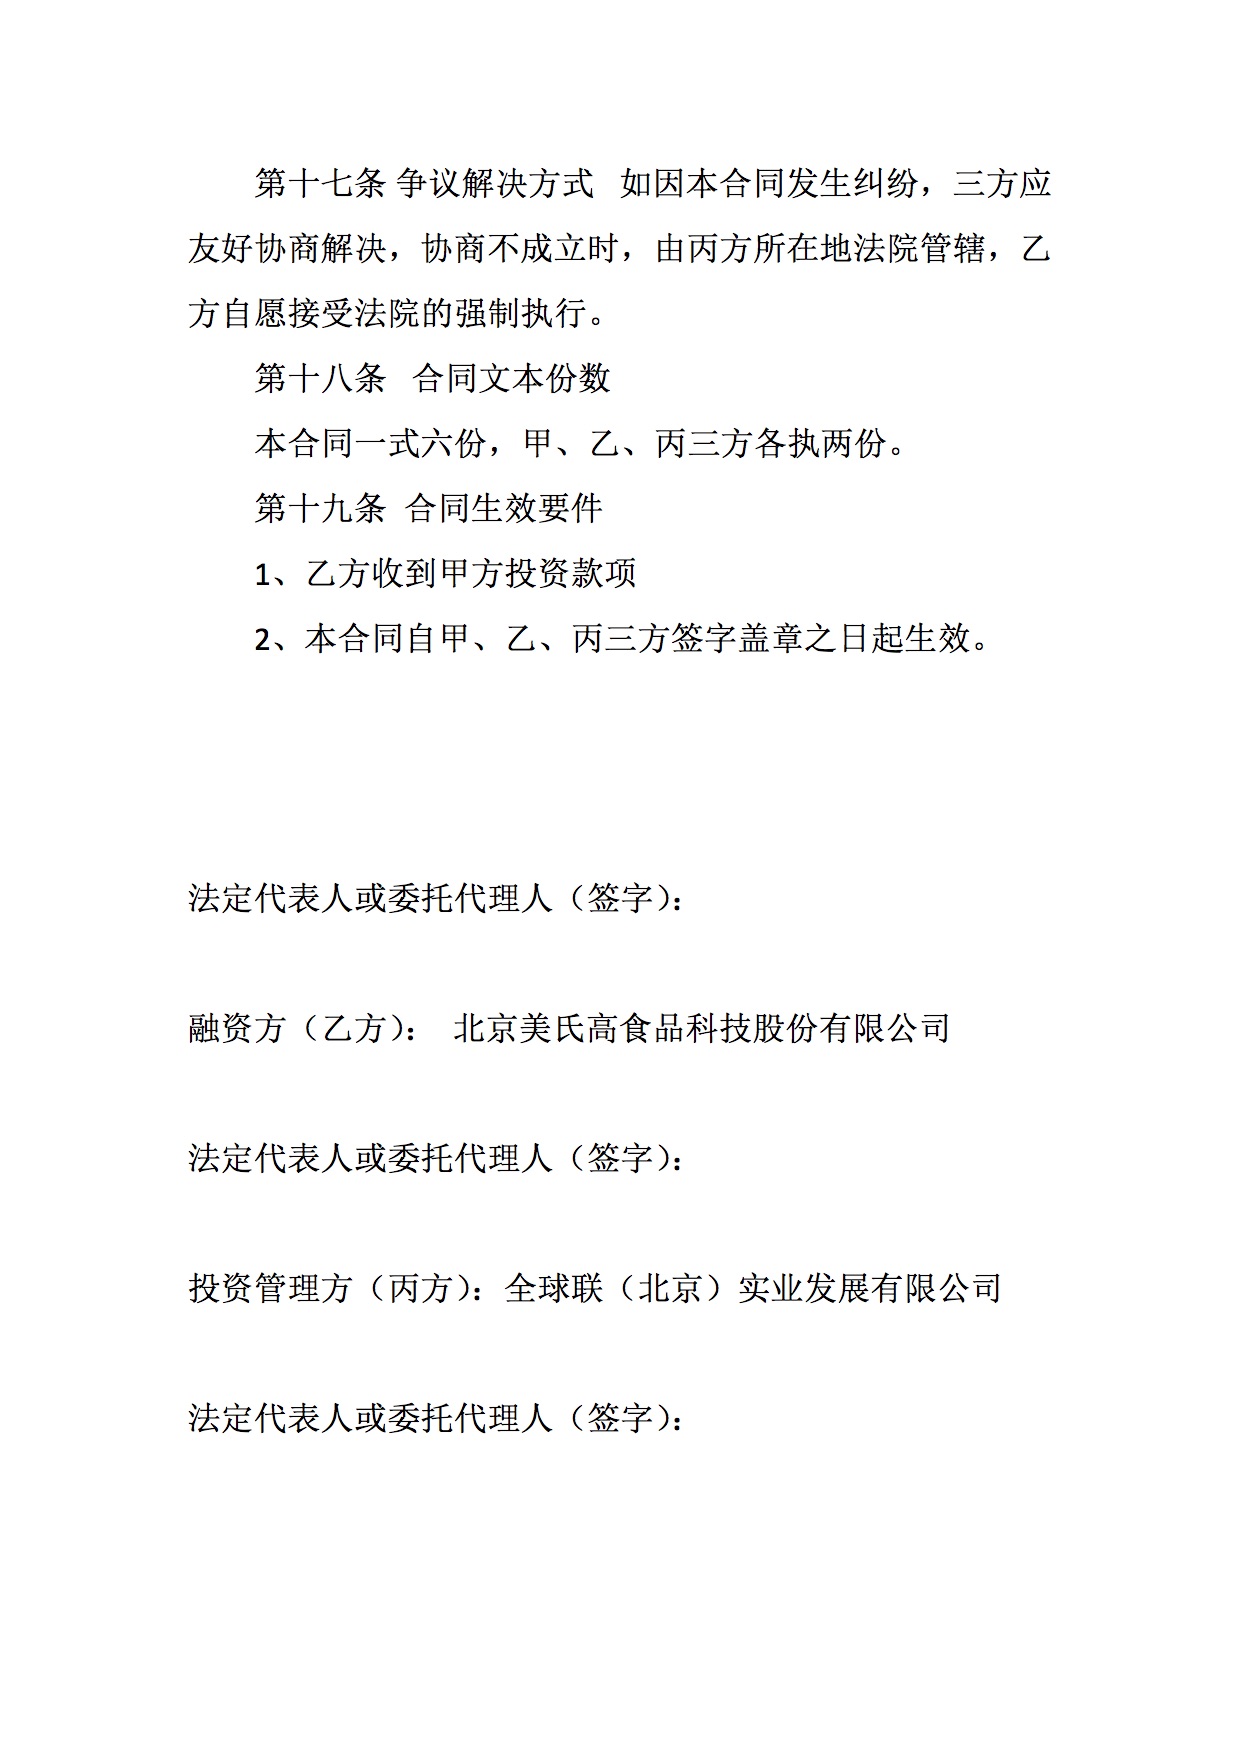 第十七条 争议解决方式 如因本合同发生纠纷，三方应
友好协商解决，协商不成立时，由丙方所在地法院管辖，乙
方自愿接受法院的强制执行。
第十八条 合同文本份数
本合同一式六份，甲、乙、丙三方各执两份。
第十九条 合同生效要件
1、乙方收到甲方投资款项
2、本合同自甲、乙、丙三方签字盖章之日起生效。
法定代表人或委托代理人（签字）：
融资方（乙方）： 北京美氏高食品科技股份有限公司
法定代表人或委托代理人（签字）：
投资管理方（丙方）：全球联（北京）实业发展有限公司
法定代表人或委托代理人（签字）：